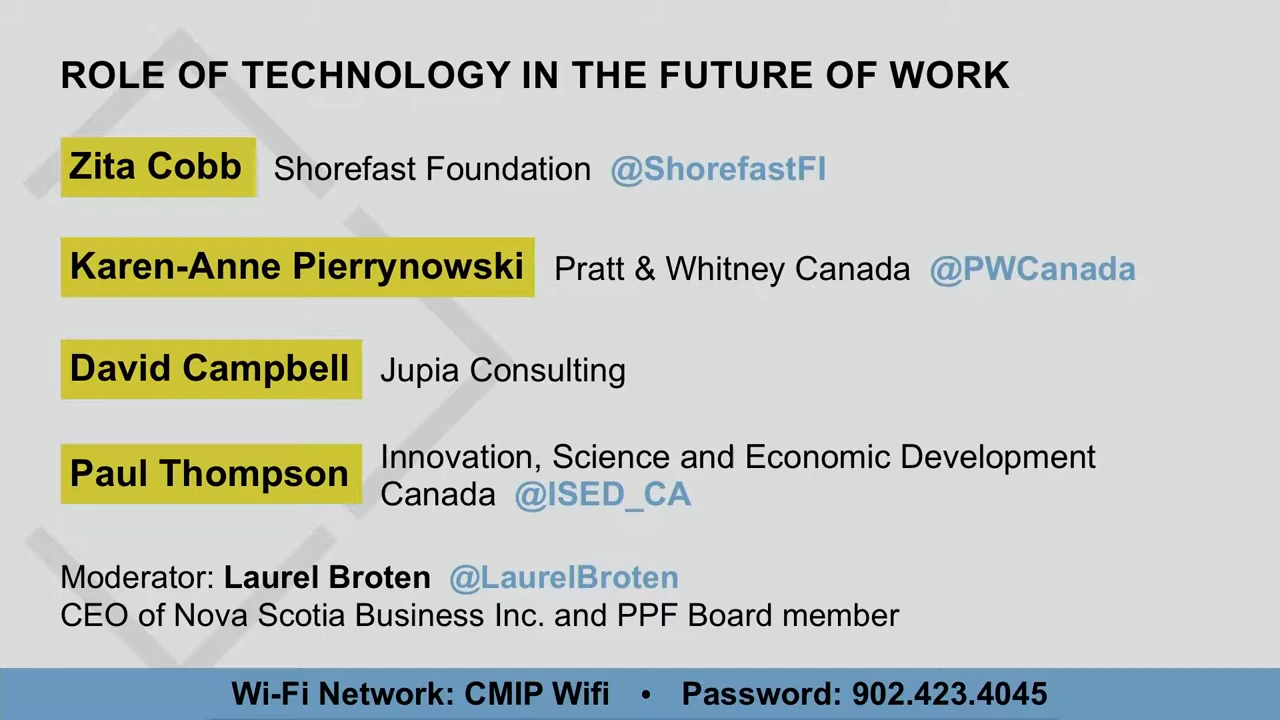 ROLE OF TECHNOLOGY IN THE FUTURE OF WORK
Zita Cobb Shorefast Foundation @ShorefastFI
Karen-Anne Pierrynowski Pratt & Whitney Canada @PWCanada
David Campbell Jupia Consulting
Paul Thompson Innovation, Science and Economic Development
Canada @ISED_CA
Moderator: Laurel Broten @LaurelBroten
CEO of Nova Scotia Business Inc. and PPF Board member
Wi-Fi Network: CMIP Wifi • Password: 902.423.4045